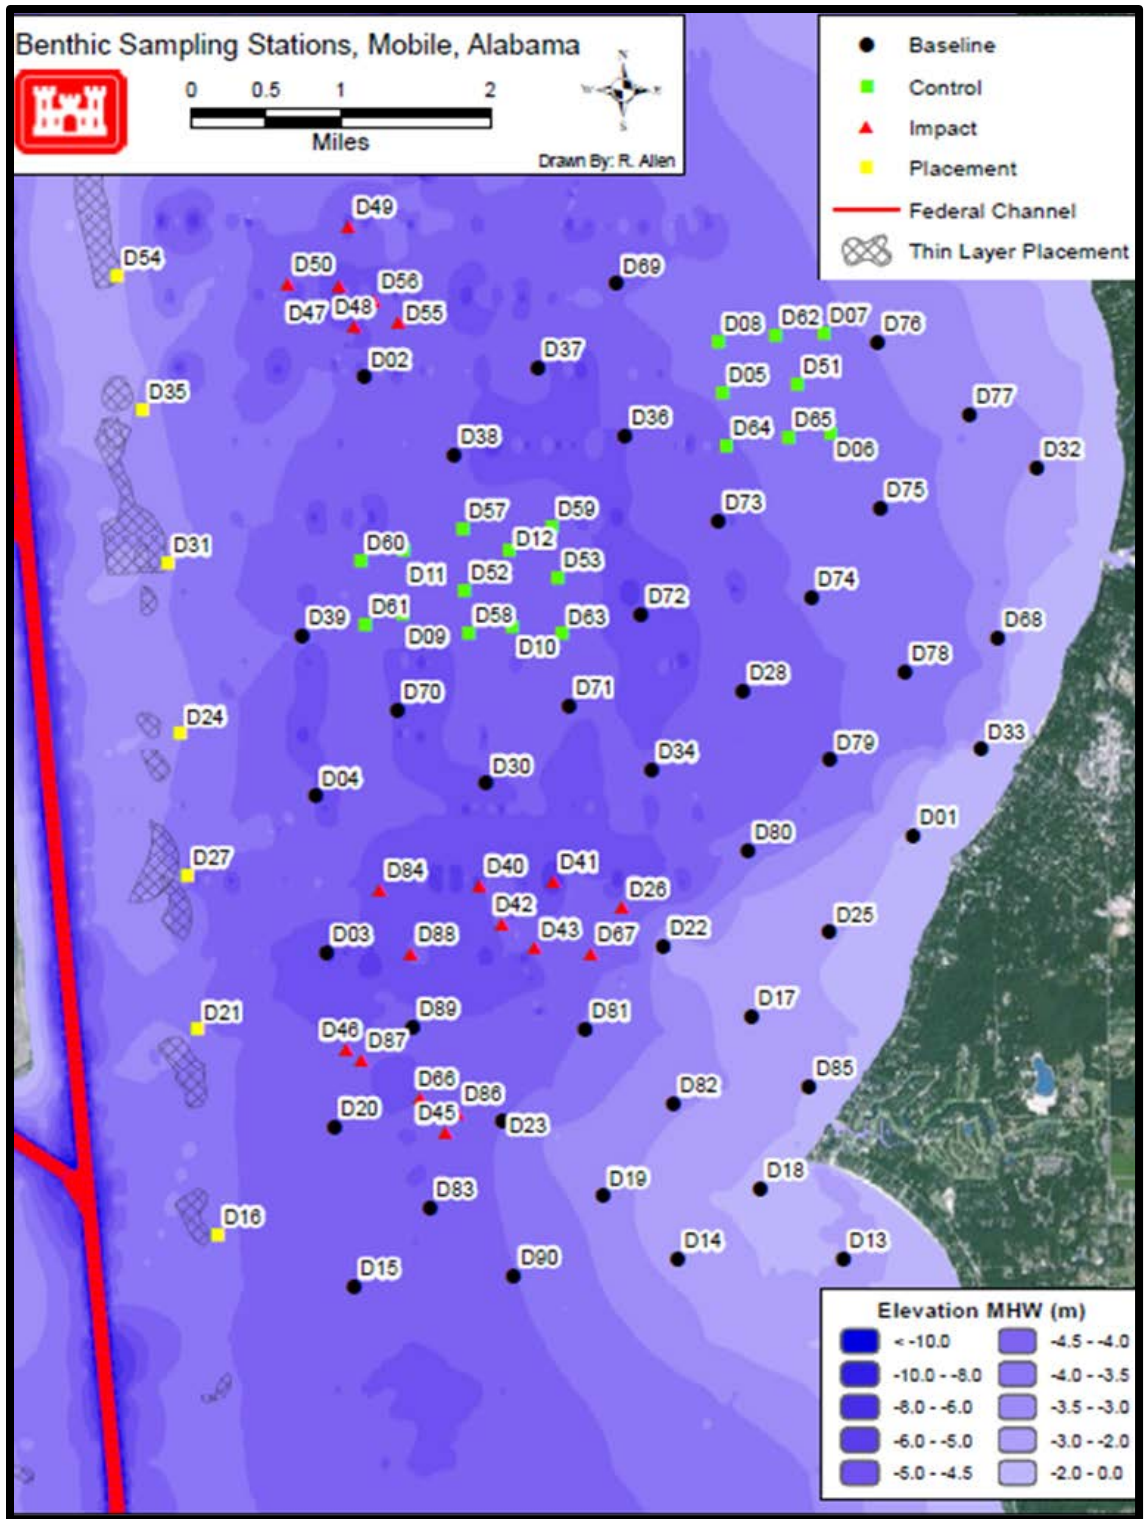 Benthic Sampling Stations, Mobile, Alabama
0 0.5 1 2
Miles
N
W E
S
Drawn By: R. Allen
Baseline
Control
Impact
Placement
Federal Channel
Thin Layer Placement
D49
D54
D50
D56
D69
D47
D48
D55
D08
D62
D07
D76
D02
D37
D05
D51
D35
D77
D38
D36
D64
D65
D06
D32
D57
D59
D73
D75
D31
D60
D12
D11
D52
D53
D74
D39
D61
D09
D58
D10
D63
D72
D68
D78
D70
D71
D28
D24
D33
D04
D30
D34
D79
D01
D27
D84
D40
D41
D80
D26
D42
D03
D88
D43
D67
D22
D25
D21
D89
D81
D17
D46
D87
D66
D86
D82
D85
D20
D45
D23
D83
D19
D18
D16
D14
D13
D15
D90
Elevation MHW (m)
< -10.0
-4.5 - -4.0
-10.0 - -8.0
-4.0 - -3.5
-8.0 - -6.0
-3.5 - -3.0
-6.0 - -5.0
-3.0 - -2.0
-5.0 - -4.5
-2.0 - 0.0